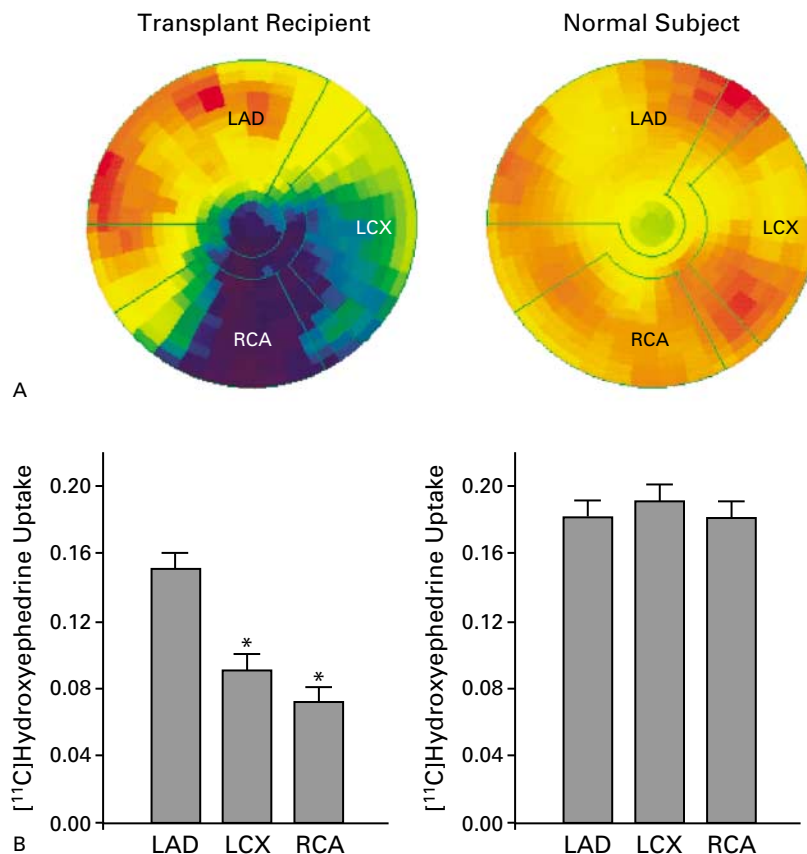 Transplant Recipient
Normal Subject
LAD
LCX
RCA
LAD
LCX
RCA
A
[¹¹C]Hydroxyephedrine Uptake
0.20
0.16
0.12
0.08
0.04
0.00
*
*
LAD LCX RCA
[¹¹C]Hydroxyephedrine Uptake
0.20
0.16
0.12
0.08
0.04
0.00
LAD LCX RCA
B